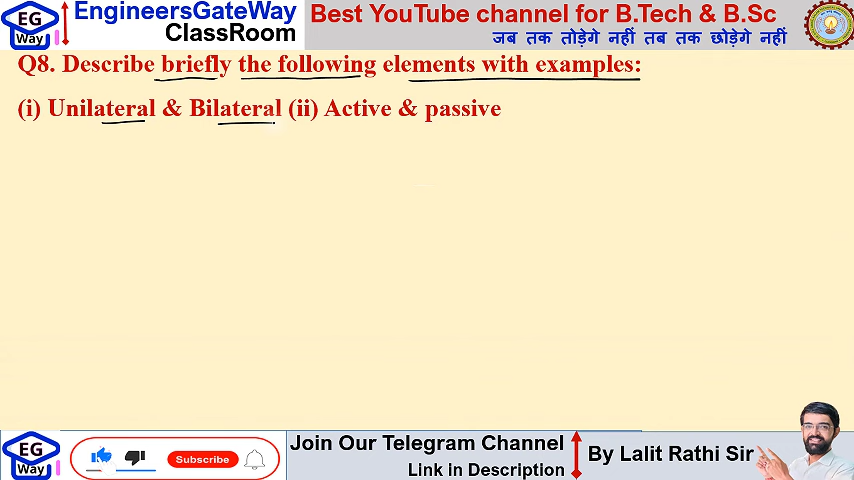 EG
Way
EngineersGateWay
ClassRoom
Best YouTube channel for B.Tech & B.Sc
जब तक तोड़ेगे नहीं तब तक छोड़ेगे नहीं
Q8. Describe briefly the following elements with examples:
(i) Unilateral & Bilateral (ii) Active & passive
EG
Way
Subscribe
Join Our Telegram Channel
Link in Description
By Lalit Rathi Sir